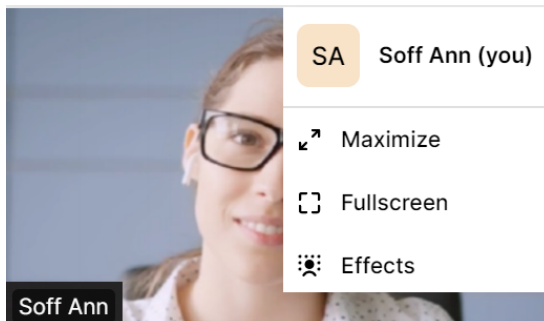 SA
Soff Ann (you)
Maximize
Fullscreen
Effects
Soff Ann